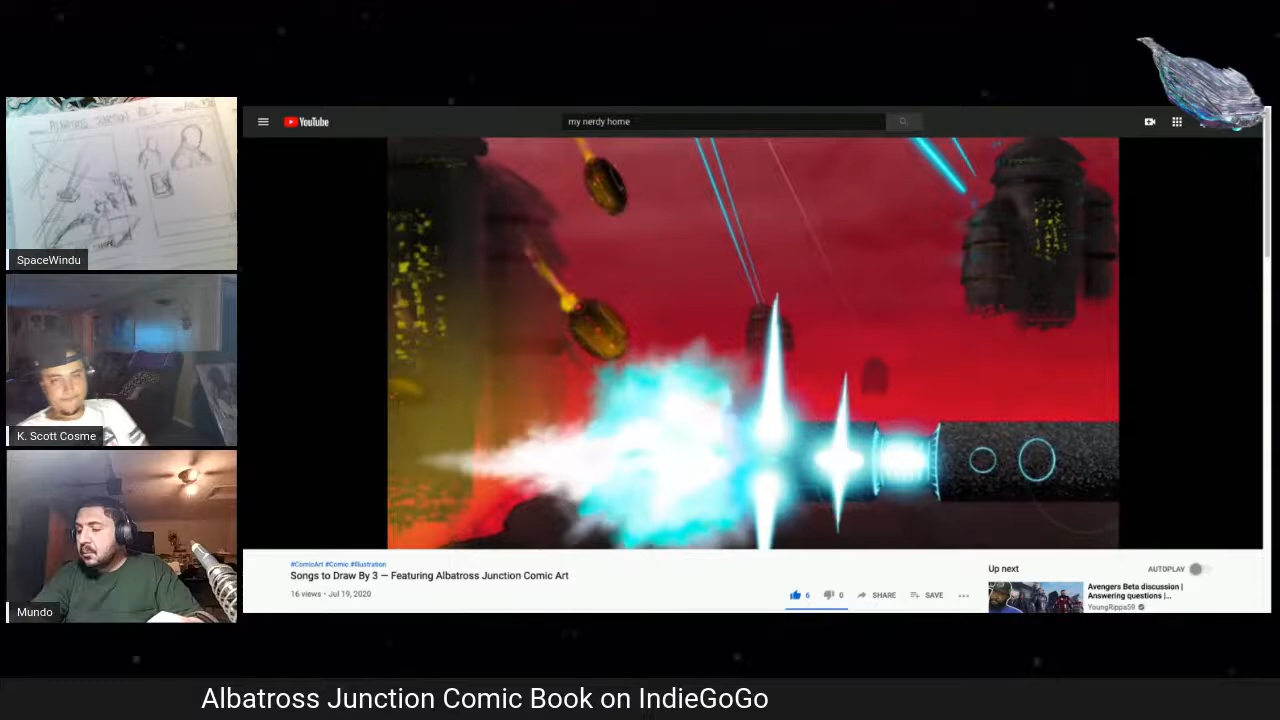 ALBATROSS JUNCTION
SpaceWindu
K. Scott Cosme
Mundo
YouTube
my nerdy home
#ComicArt #Comic #Illustration
Songs to Draw By 3 — Featuring Albatross Junction Comic Art
16 views • Jul 19, 2020
6
0
SHARE
SAVE
Up next
AUTOPLAY
Avengers Beta discussion |
Answering questions |...
YoungRippa59
Albatross Junction Comic Book on IndieGoGo